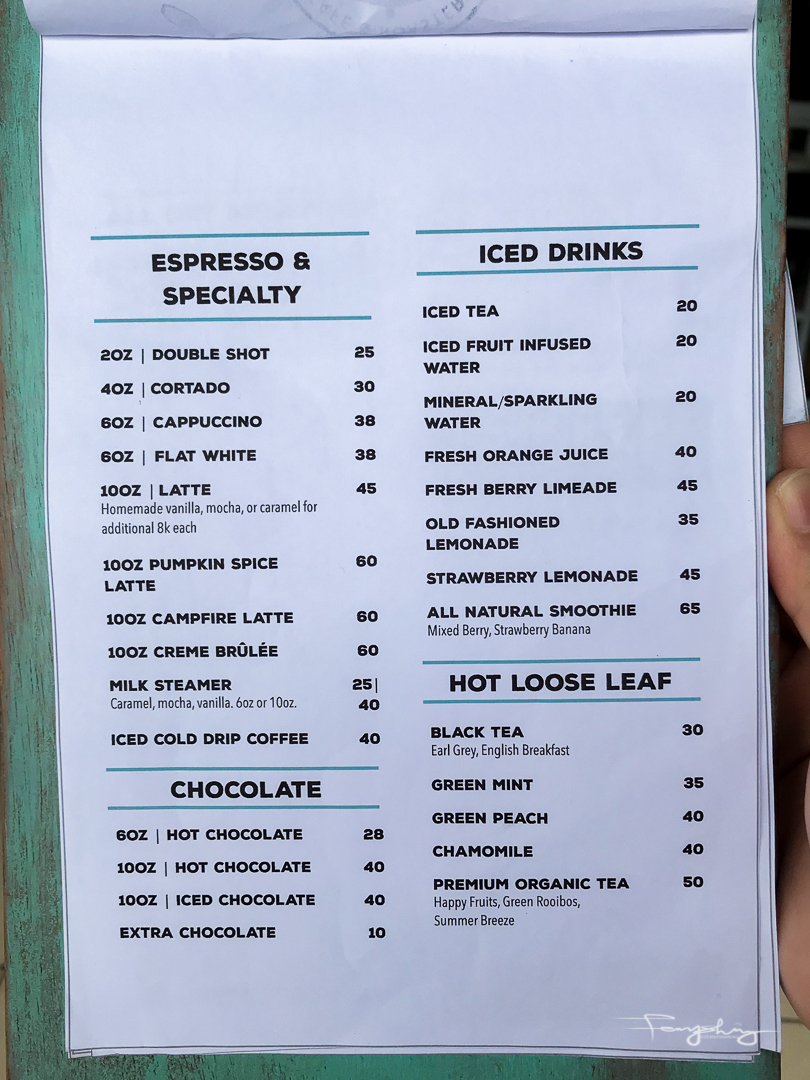 ESPRESSO &
SPECIALTY
2OZ | DOUBLE SHOT 25
4OZ | CORTADO 30
6OZ | CAPPUCCINO 38
6OZ | FLAT WHITE 38
10OZ | LATTE 45
Homemade vanilla, mocha, or caramel for
additional 8k each
10OZ PUMPKIN SPICE 60
LATTE
10OZ CAMPFIRE LATTE 60
10OZ CREME BRÛLÉE 60
MILK STEAMER 25|
Caramel, mocha, vanilla. 6oz or 10oz. 40
ICED COLD DRIP COFFEE 40
CHOCOLATE
6OZ | HOT CHOCOLATE 28
10OZ | HOT CHOCOLATE 40
10OZ | ICED CHOCOLATE 40
EXTRA CHOCOLATE 10
ICED DRINKS
ICED TEA 20
ICED FRUIT INFUSED 20
WATER
MINERAL/SPARKLING 20
WATER
FRESH ORANGE JUICE 40
FRESH BERRY LIMEADE 45
OLD FASHIONED 35
LEMONADE
STRAWBERRY LEMONADE 45
ALL NATURAL SMOOTHIE 65
Mixed Berry, Strawberry Banana
HOT LOOSE LEAF
BLACK TEA 30
Earl Grey, English Breakfast
GREEN MINT 35
GREEN PEACH 40
CHAMOMILE 40
PREMIUM ORGANIC TEA 50
Happy Fruits, Green Rooibos,
Summer Breeze